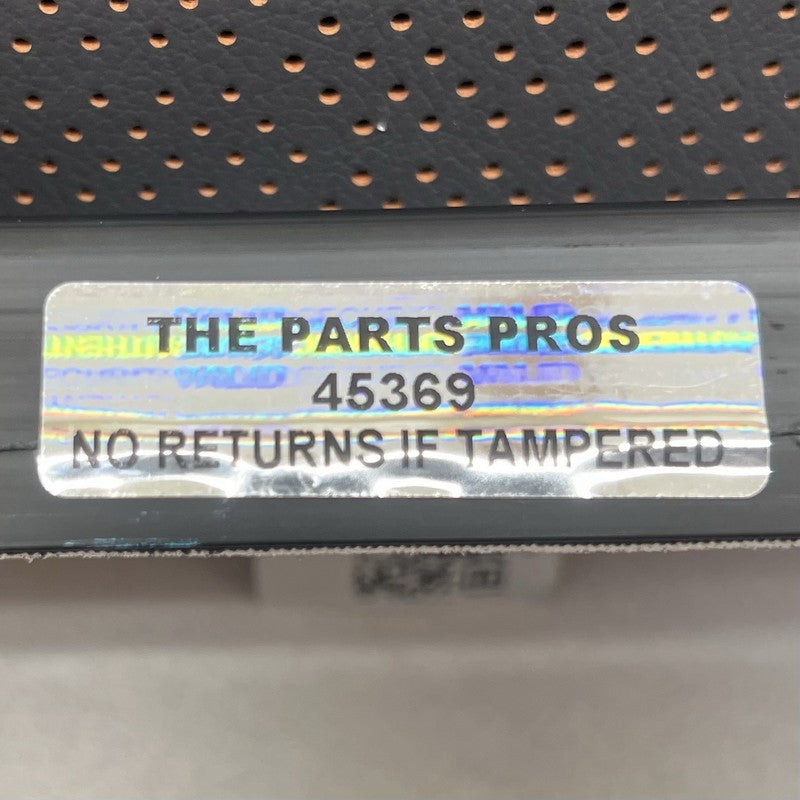 THE PARTS PROS
45369
NO RETURNS IF TAMPERED